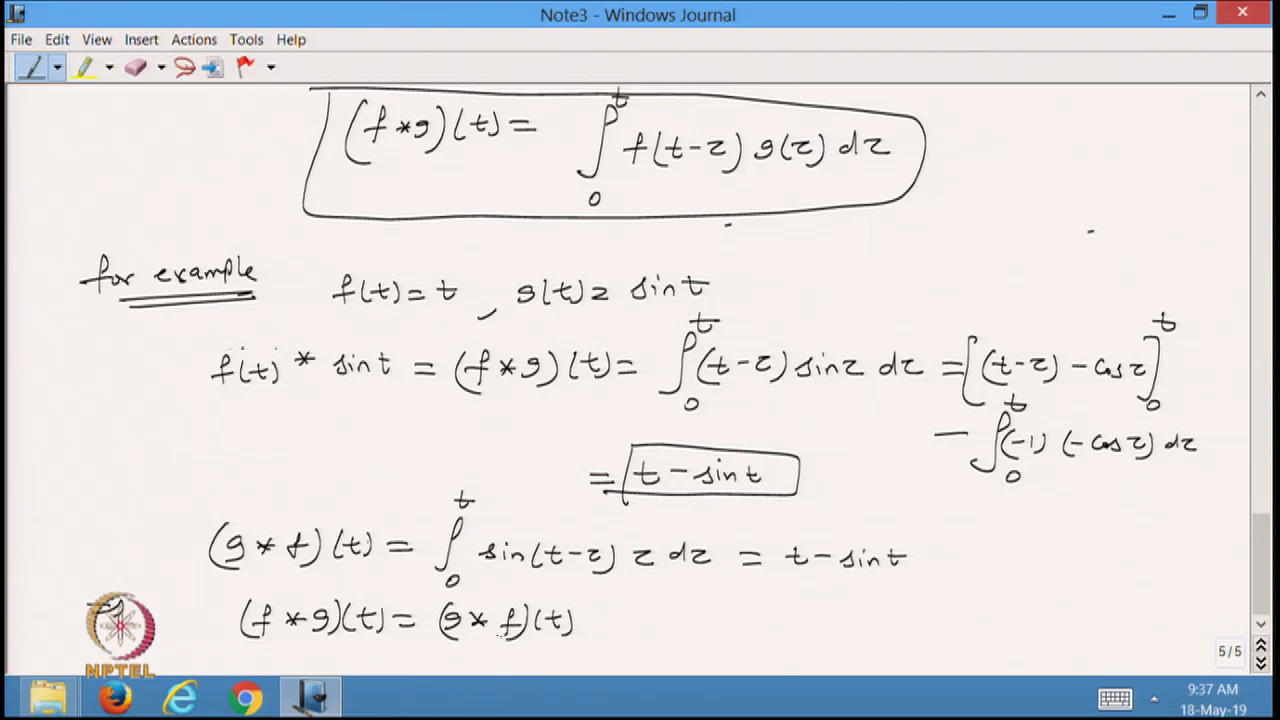 Note3 - Windows Journal
File Edit View Insert Actions Tools Help
(f*g)(t) = ∫₀ᵗ f(t-τ) g(τ) dτ
for example f(t) = t , g(t) = sin t
f(t) * sin t = (f*g)(t) = ∫₀ᵗ (t-τ) sin τ dτ = [(t-τ) - cos τ]₀ᵗ
- ∫₀ᵗ (-1) (-cos τ) dτ
= t - sin t
(g*f)(t) = ∫₀ᵗ sin(t-τ) τ dτ = t - sin t
⇒ (f*g)(t) = (g*f)(t)
NPTEL
5/5
9:37 AM
18-May-19